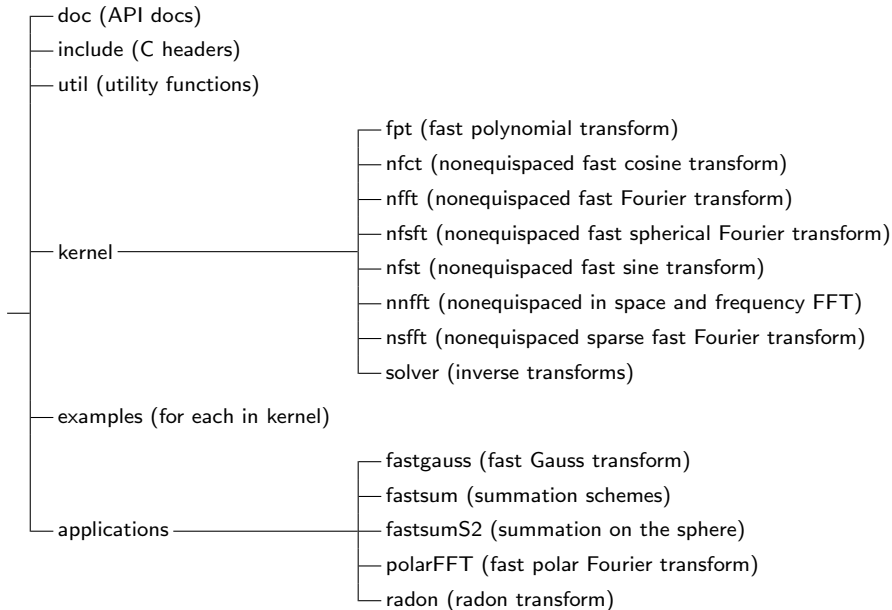 doc (API docs)
include (C headers)
util (utility functions)
kernel
fpt (fast polynomial transform)
nfct (nonequispaced fast cosine transform)
nfft (nonequispaced fast Fourier transform)
nfsft (nonequispaced fast spherical Fourier transform)
nfst (nonequispaced fast sine transform)
nnfft (nonequispaced in space and frequency FFT)
nsfft (nonequispaced sparse fast Fourier transform)
solver (inverse transforms)
examples (for each in kernel)
applications
fastgauss (fast Gauss transform)
fastsum (summation schemes)
fastsumS2 (summation on the sphere)
polarFFT (fast polar Fourier transform)
radon (radon transform)